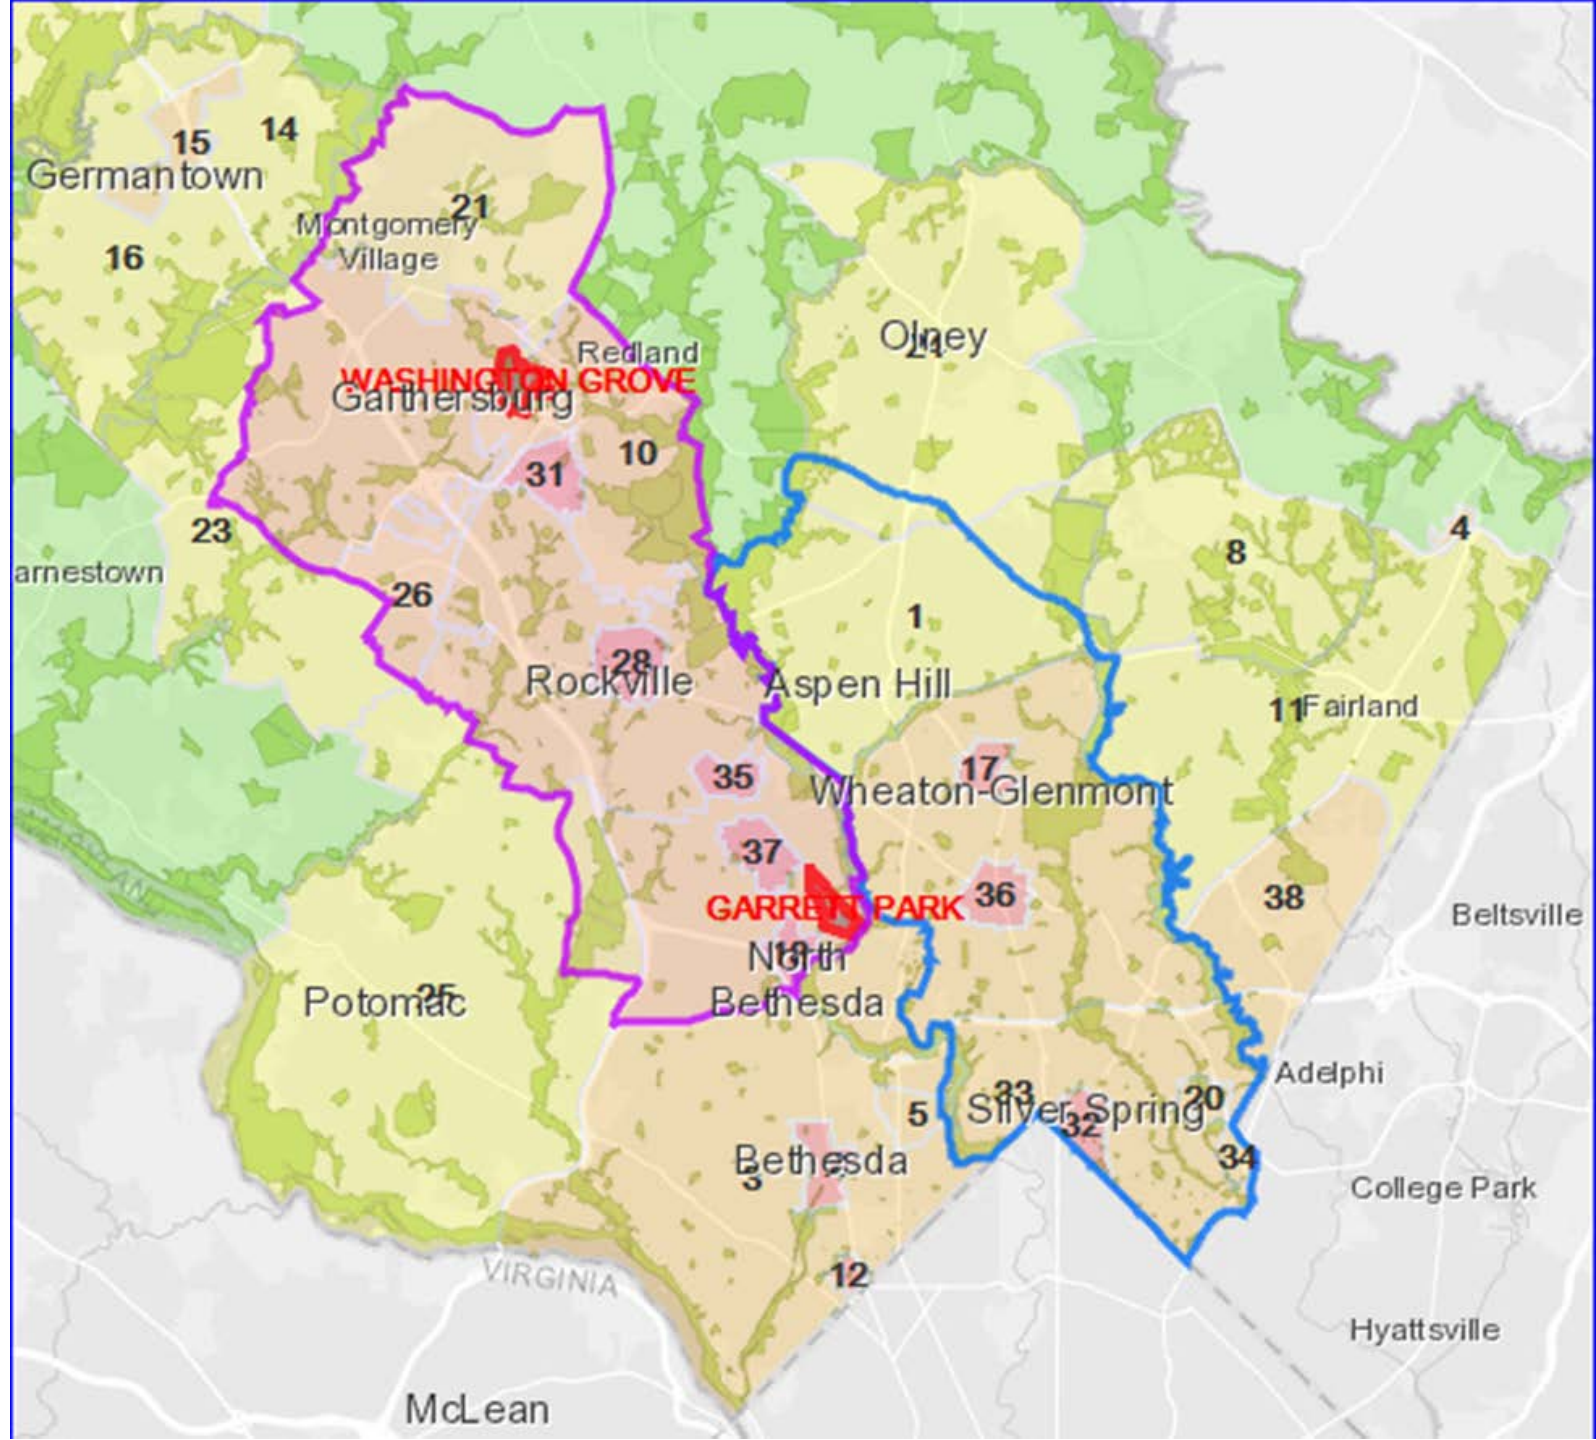 14
15
Germantown
21
Montgomery
Village
16
Olney
Redland
WASHINGTON GROVE
Gaithersburg
10
31
23
4
8
arnestown
26
1
28
Rockville
Aspen Hill
11
Fairland
17
35
Wheaton-Glenmont
37
36
38
GARRETT PARK
Beltsville
North
Bethesda
Potomac
25
Adelphi
33
20
5
Silver Spring
32
34
Bethesda
3
College Park
12
VIRGINIA
Hyattsville
McLean